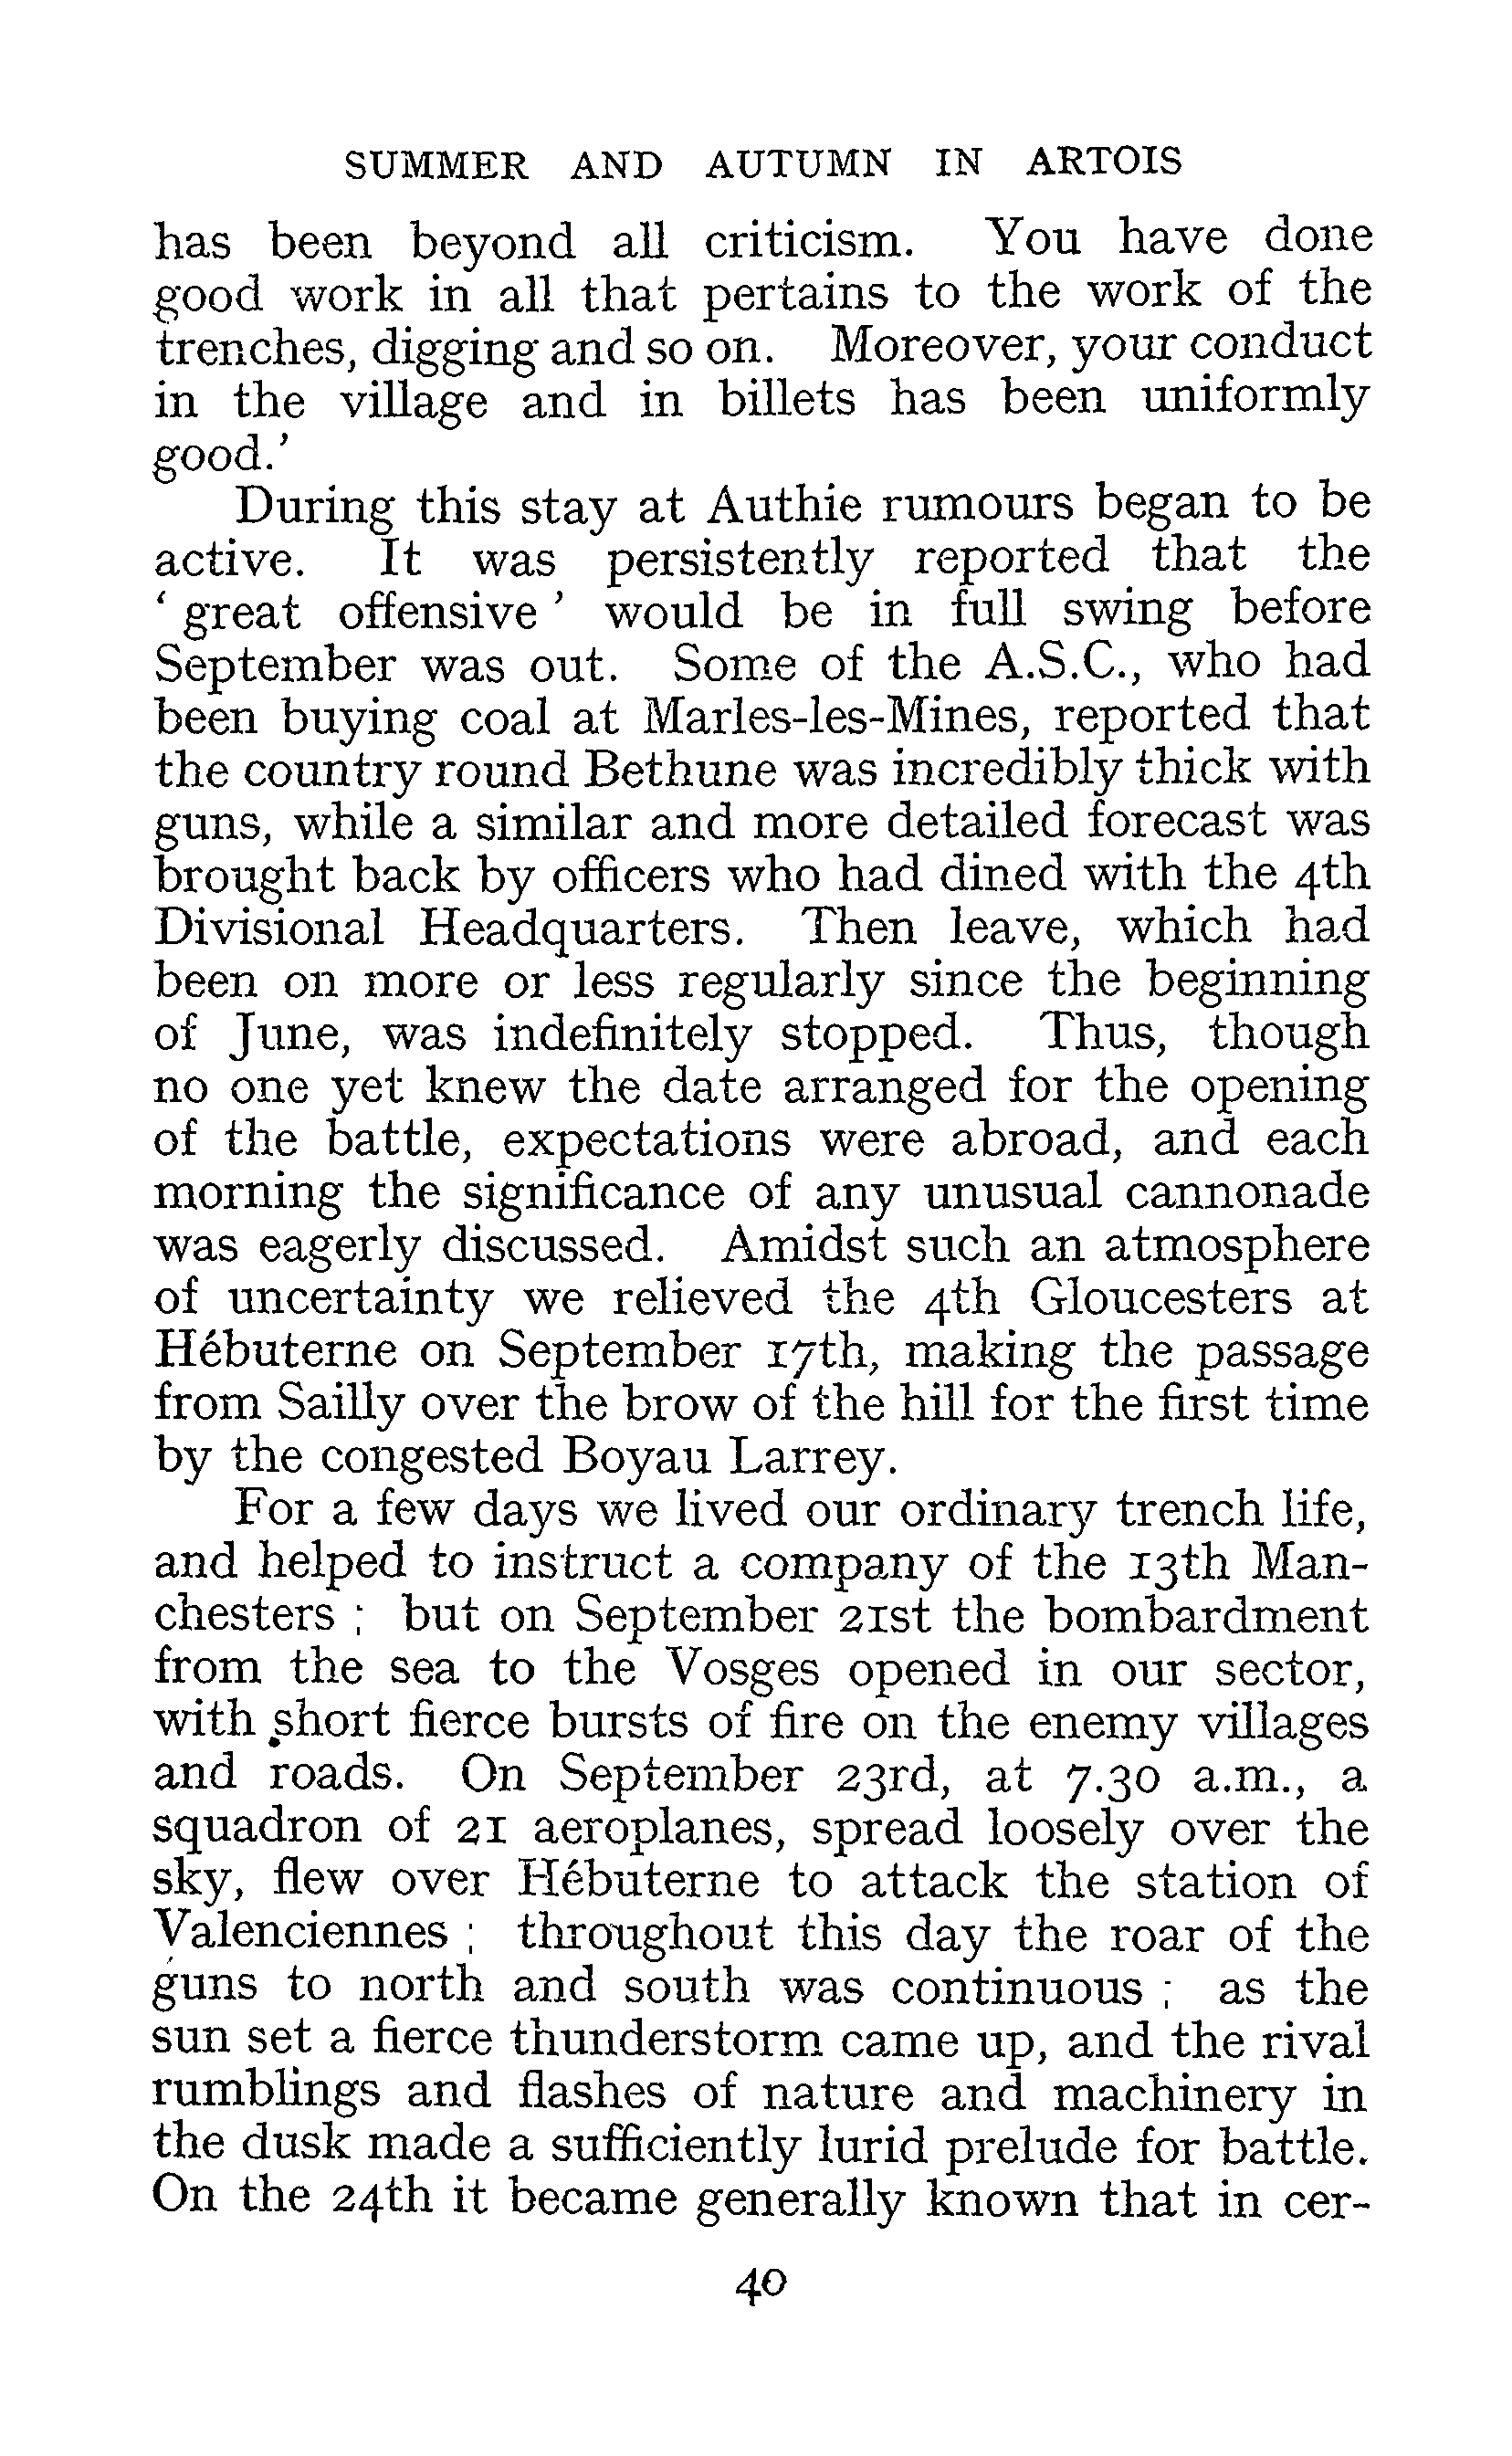 SUMMER AND AUTUMN IN ARTOIS
has been beyond all criticism. You have done
good work in all that pertains to the work of the
trenches, digging and so on. Moreover, your conduct
in the village and in billets has been uniformly
good.’
During this stay at Authie rumours began to be
active. It was persistently reported that the
‘ great offensive ’ would be in full swing before
September was out. Some of the A.S.C., who had
been buying coal at Marles-les-Mines, reported that
the country round Bethune was incredibly thick with
guns, while a similar and more detailed forecast was
brought back by officers who had dined with the 4th
Divisional Headquarters. Then leave, which had
been on more or less regularly since the beginning
of June, was indefinitely stopped. Thus, though
no one yet knew the date arranged for the opening
of the battle, expectations were abroad, and each
morning the significance of any unusual cannonade
was eagerly discussed. Amidst such an atmosphere
of uncertainty we relieved the 4th Gloucesters at
Hébuterne on September 17th, making the passage
from Sailly over the brow of the hill for the first time
by the congested Boyau Larrey.
For a few days we lived our ordinary trench life,
and helped to instruct a company of the 13th Man-
chesters ; but on September 21st the bombardment
from the sea to the Vosges opened in our sector,
with short fierce bursts of fire on the enemy villages
and roads. On September 23rd, at 7.30 a.m., a
squadron of 21 aeroplanes, spread loosely over the
sky, flew over Hébuterne to attack the station of
Valenciennes ; throughout this day the roar of the
guns to north and south was continuous ; as the
sun set a fierce thunderstorm came up, and the rival
rumblings and flashes of nature and machinery in
the dusk made a sufficiently lurid prelude for battle.
On the 24th it became generally known that in cer-
40